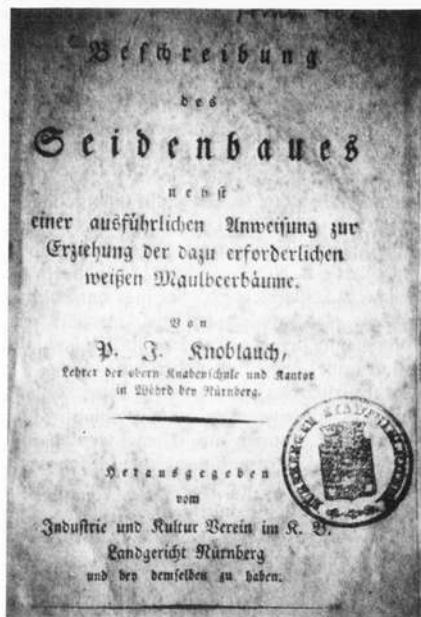 Beschreibung
des
Seidenbaues
nebst
einer ausführlichen Anweisung zur
Erziehung der dazu erforderlichen
weißen Maulbeerbäume.
Von
P. J. Knoblauch,
Lehrer der obern Knabenschule und Kantor
in Wöhrd bey Nürnberg.
Herausgegeben
vom
Industrie und Kultur Verein im K. B.
Landgericht Nürnberg
und bey demselben zu haben.